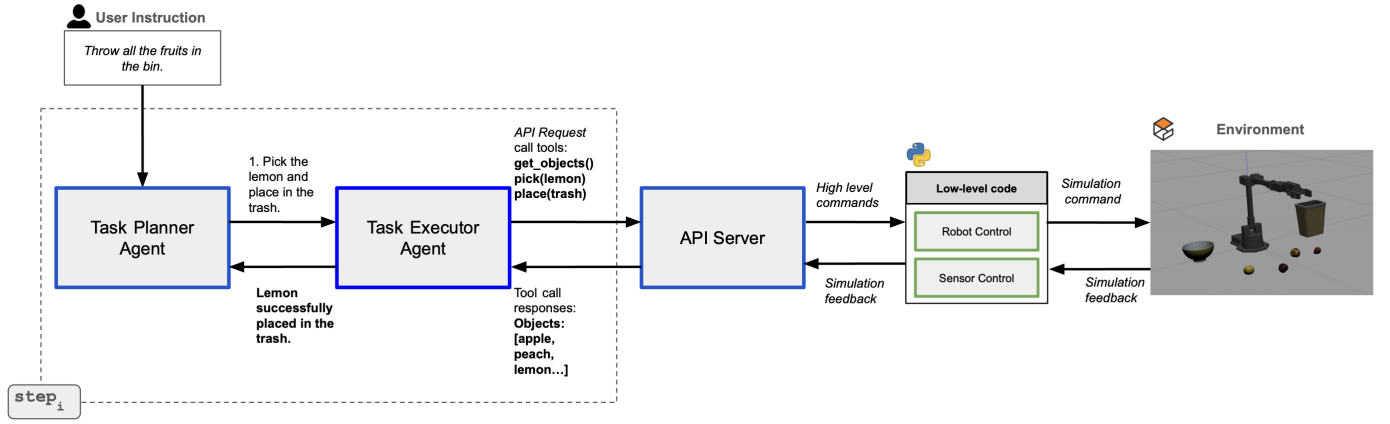 User Instruction
Throw all the fruits in
the bin.
Task Planner
Agent
1. Pick the
lemon and
place in the
trash.
Lemon
successfully
placed in the
trash.
Task Executor
Agent
API Request
call tools:
get_objects()
pick(lemon)
place(trash)
Tool call
responses:
Objects:
[apple,
peach,
lemon…]
step i
API Server
High level
commands
Simulation
feedback
Low-level code
Robot Control
Sensor Control
Simulation
command
Simulation
feedback
Environment